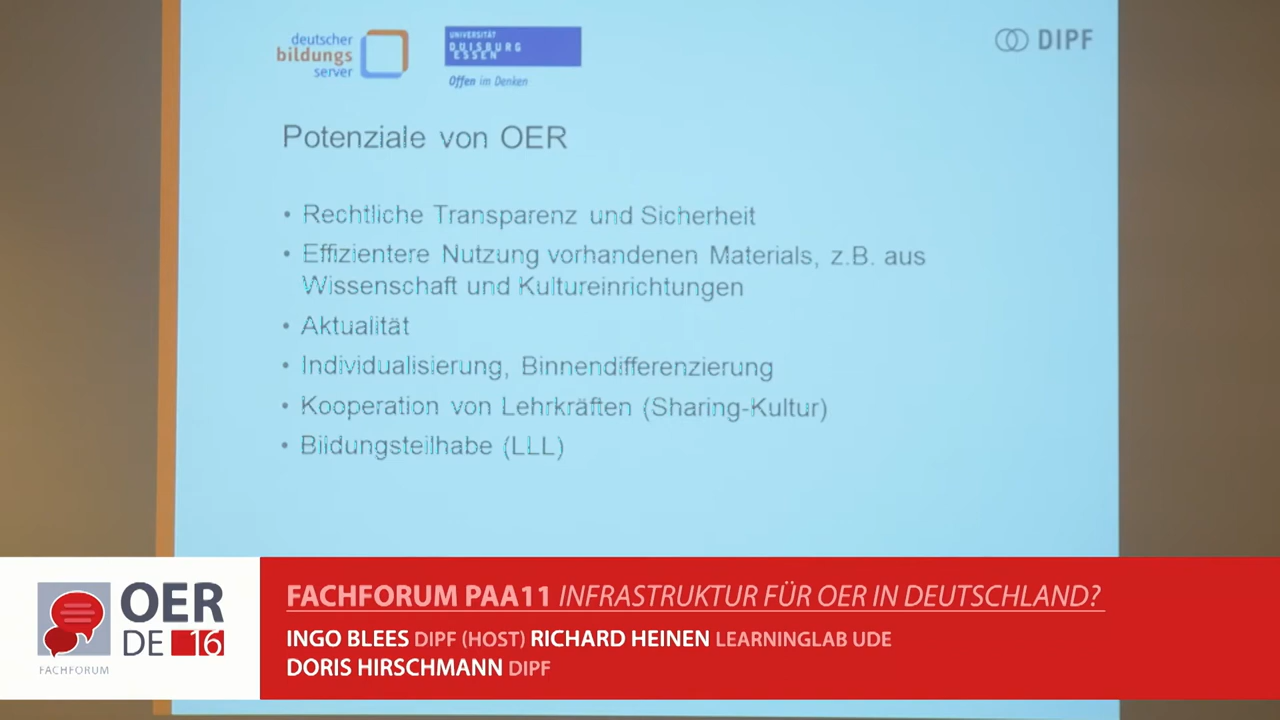 deutscher
bildungs
server
UNIVERSITÄT
DUISBURG
ESSEN
Offen im Denken
DIPF
Potenziale von OER
• Rechtliche Transparenz und Sicherheit
• Effizientere Nutzung vorhandenen Materials, z.B. aus
Wissenschaft und Kultureinrichtungen
• Aktualität
• Individualisierung, Binnendifferenzierung
• Kooperation von Lehrkräften (Sharing-Kultur)
• Bildungsteilhabe (LLL)
OER
DE 16
FACHFORUM
FACHFORUM PAA11 INFRASTRUKTUR FÜR OER IN DEUTSCHLAND?
INGO BLEES DIPF (HOST) RICHARD HEINEN LEARNINGLAB UDE
DORIS HIRSCHMANN DIPF